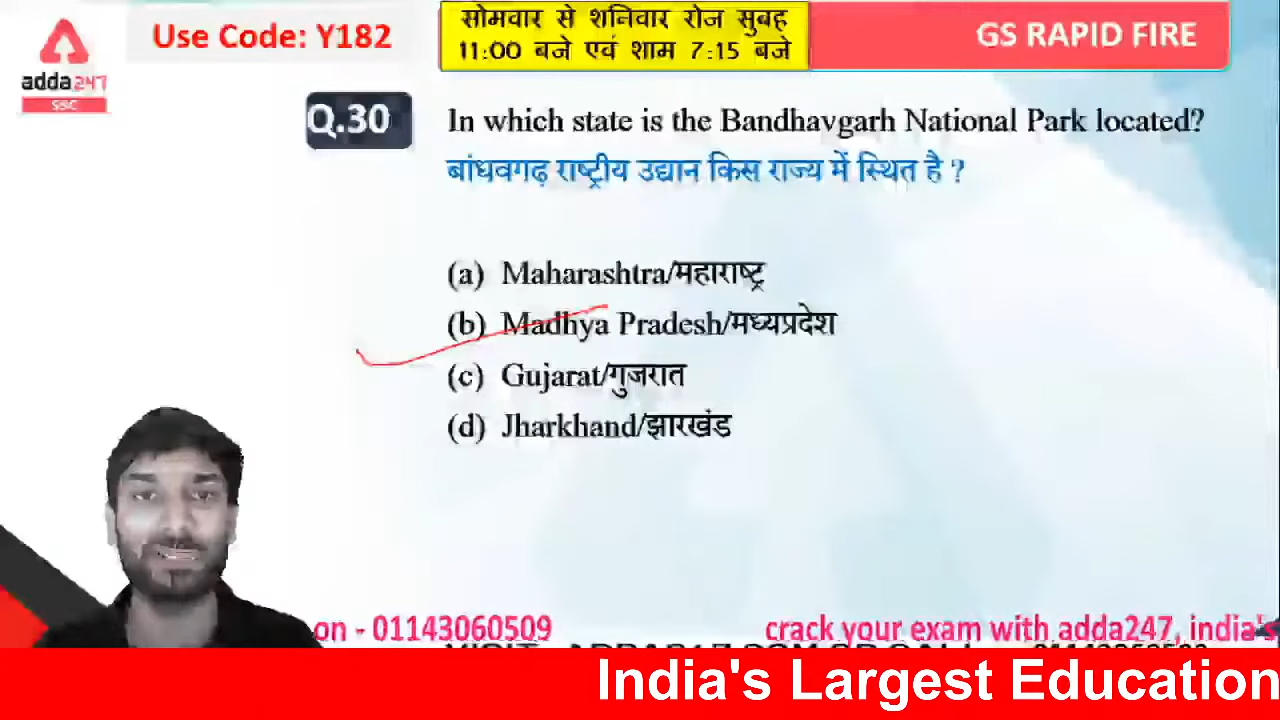 Use Code: Y182
सोमवार से शनिवार रोज सुबह
11:00 बजे एवं शाम 7:15 बजे
GS RAPID FIRE
adda247
SSC
Q.30
In which state is the Bandhavgarh National Park located?
बांधवगढ़ राष्ट्रीय उद्यान किस राज्य में स्थित है ?
(a) Maharashtra/महाराष्ट्र
(b) Madhya Pradesh/मध्यप्रदेश
(c) Gujarat/गुजरात
(d) Jharkhand/झारखंड
on - 01143060509
crack your exam with adda247, india's
India's Largest Education